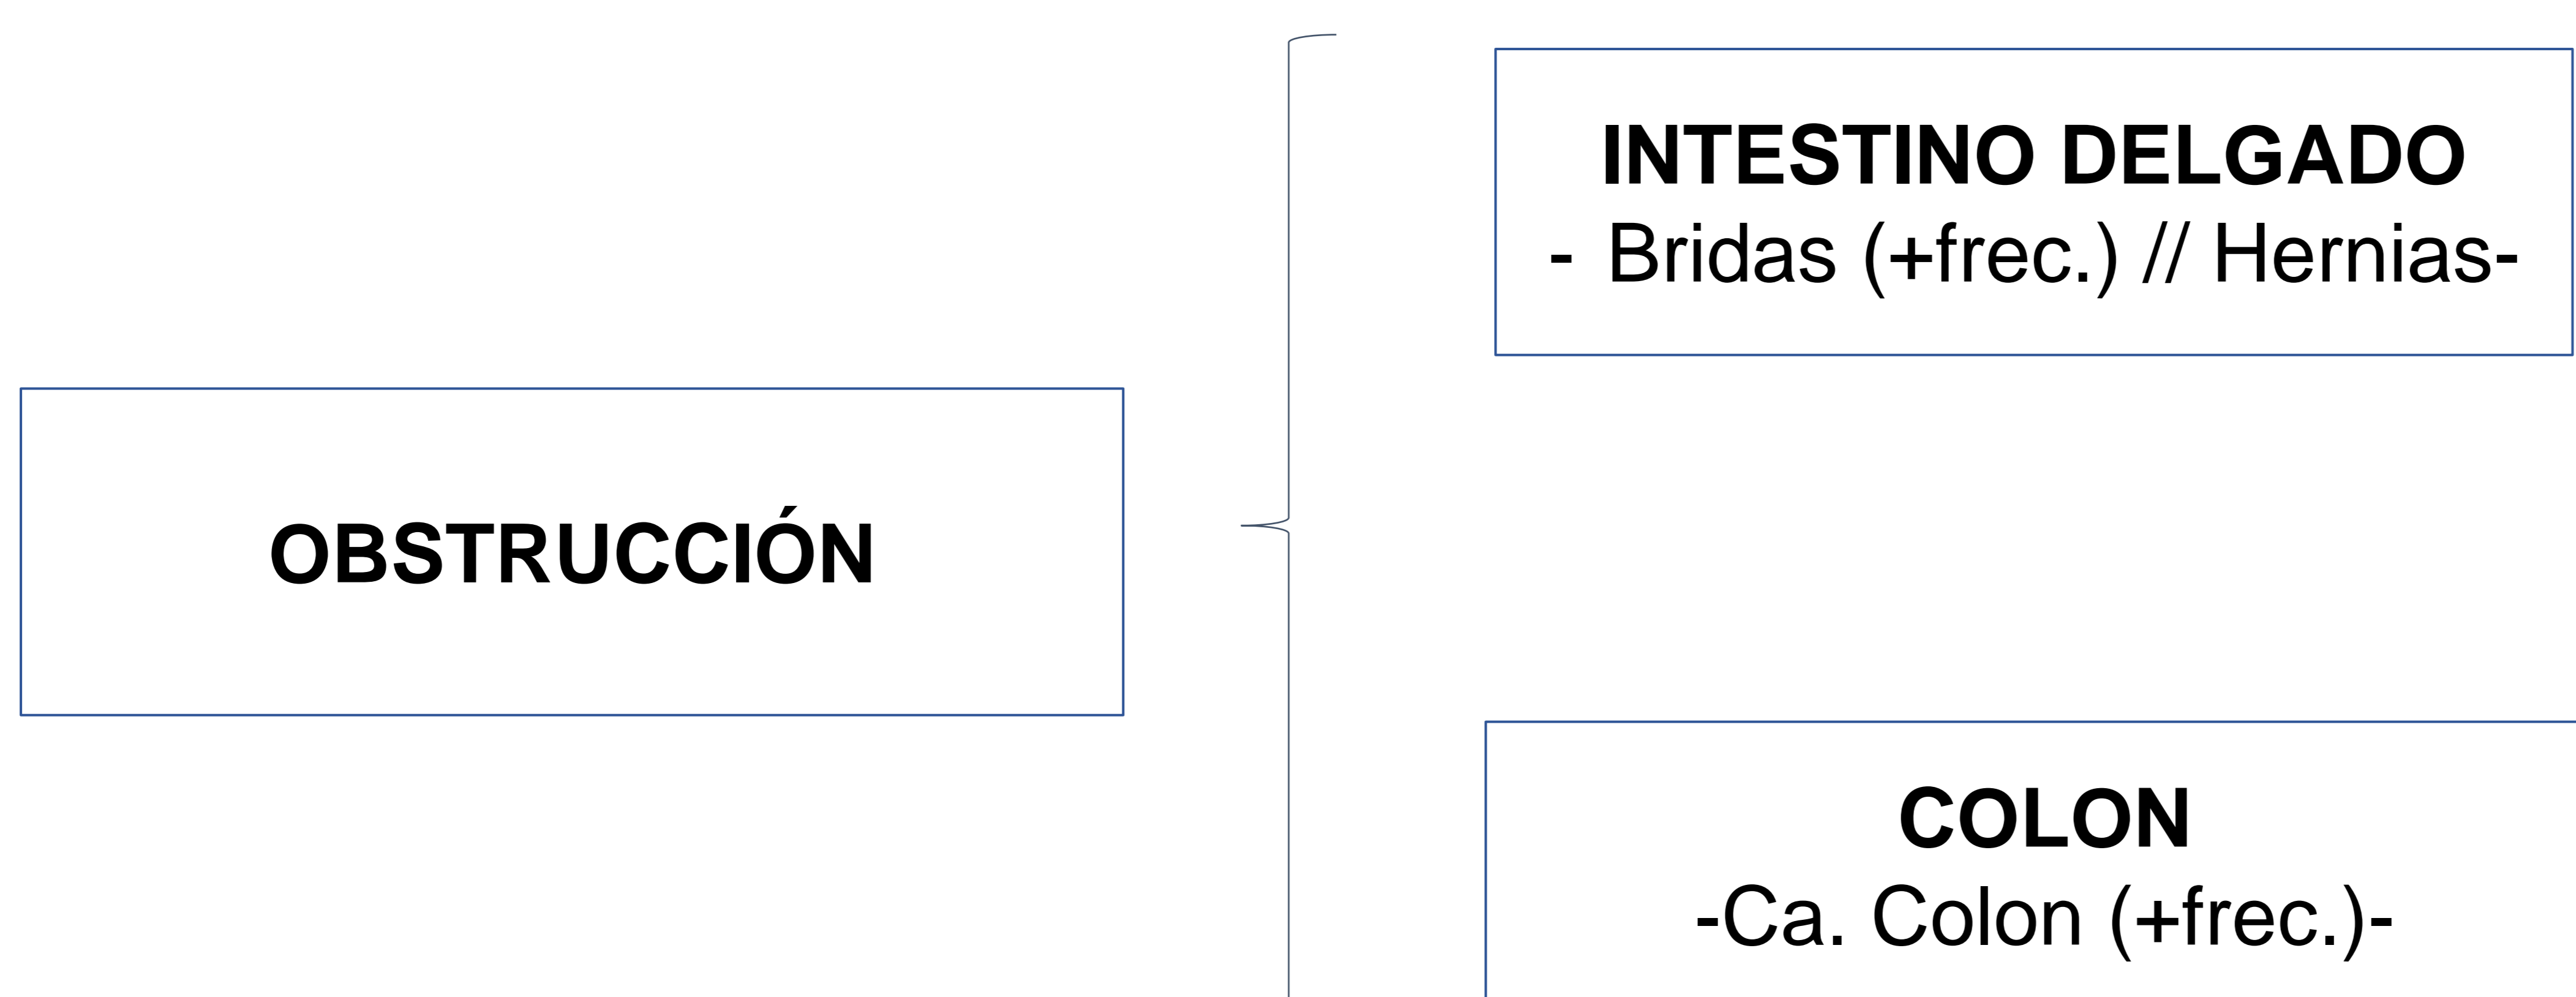 OBSTRUCCIÓN
INTESTINO DELGADO
- Bridas (+frec.) // Hernias-
COLON
-Ca. Colon (+frec.)-